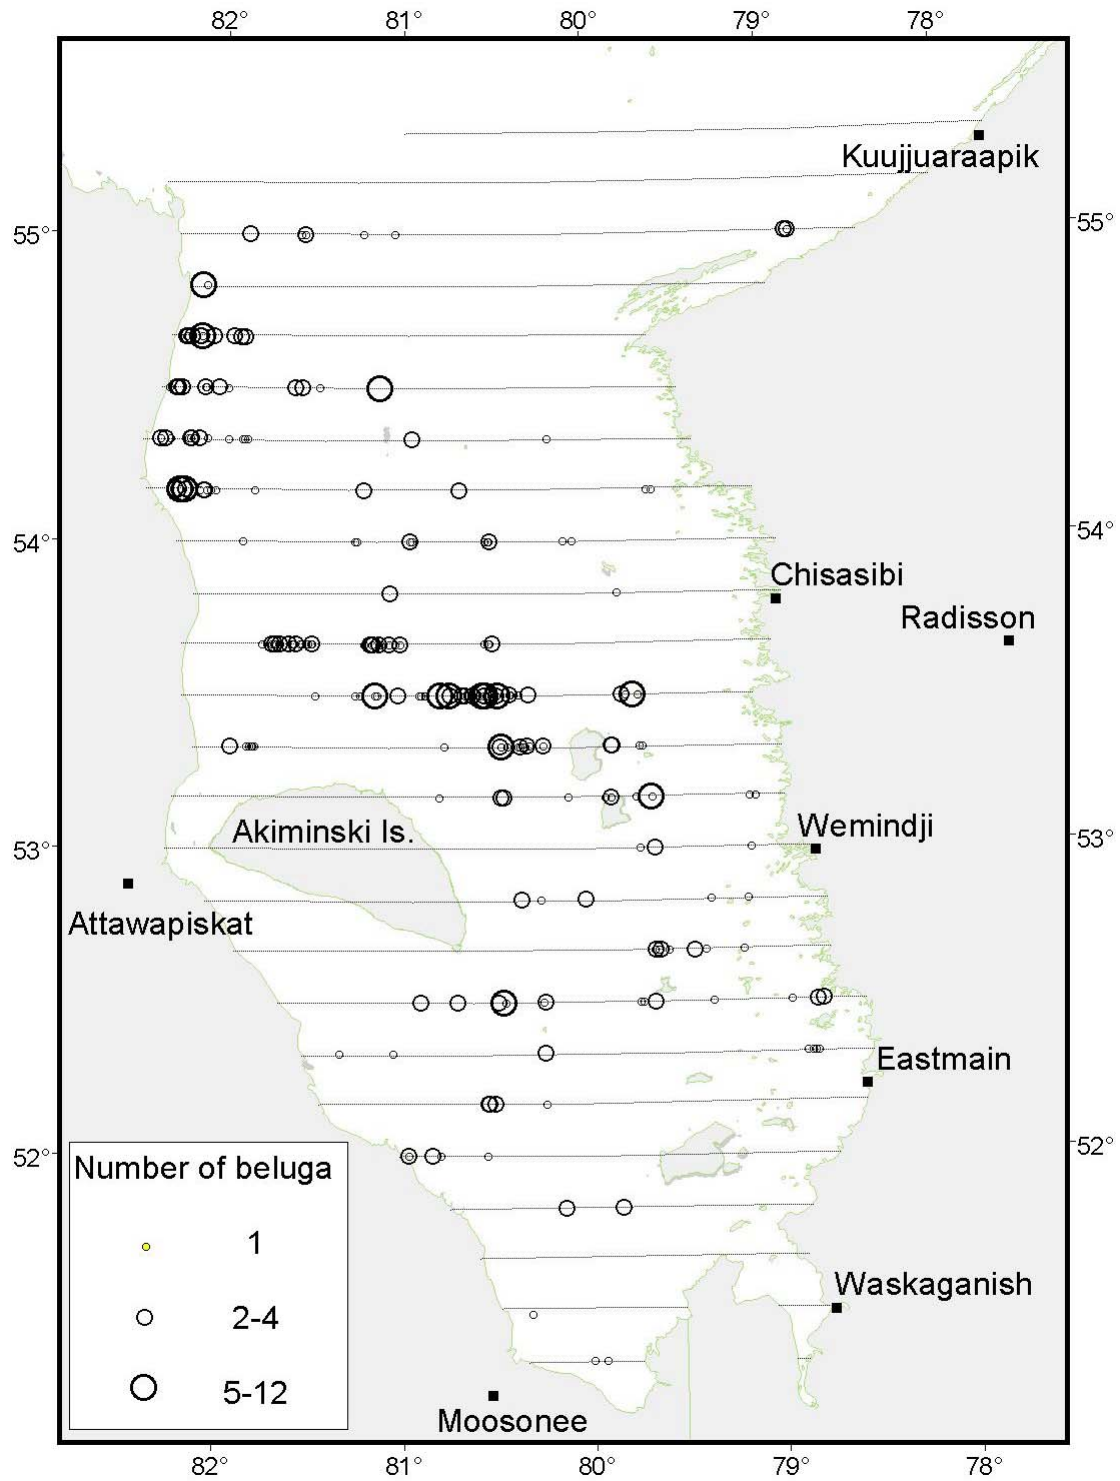 82° 81° 80° 79° 78°
Kuujjuaraapik
55° 55°
54° 54°
Chisasibi
Radisson
Akiminski Is.
Wemindji
53° 53°
Attawapiskat
Eastmain
52° 52°
Number of beluga
1
2-4
5-12
Waskaganish
Moosonee
82° 81° 80° 79° 78°